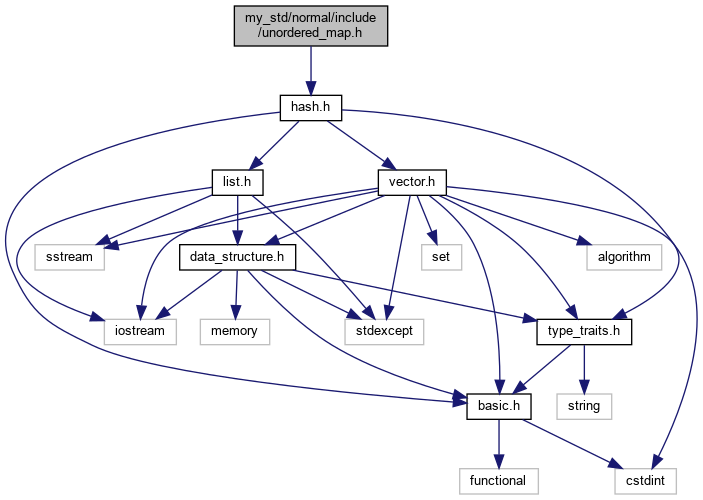 my_std/normal/include
/unordered_map.h
hash.h
list.h
vector.h
sstream
data_structure.h
set
algorithm
iostream
memory
stdexcept
type_traits.h
basic.h
string
functional
cstdint